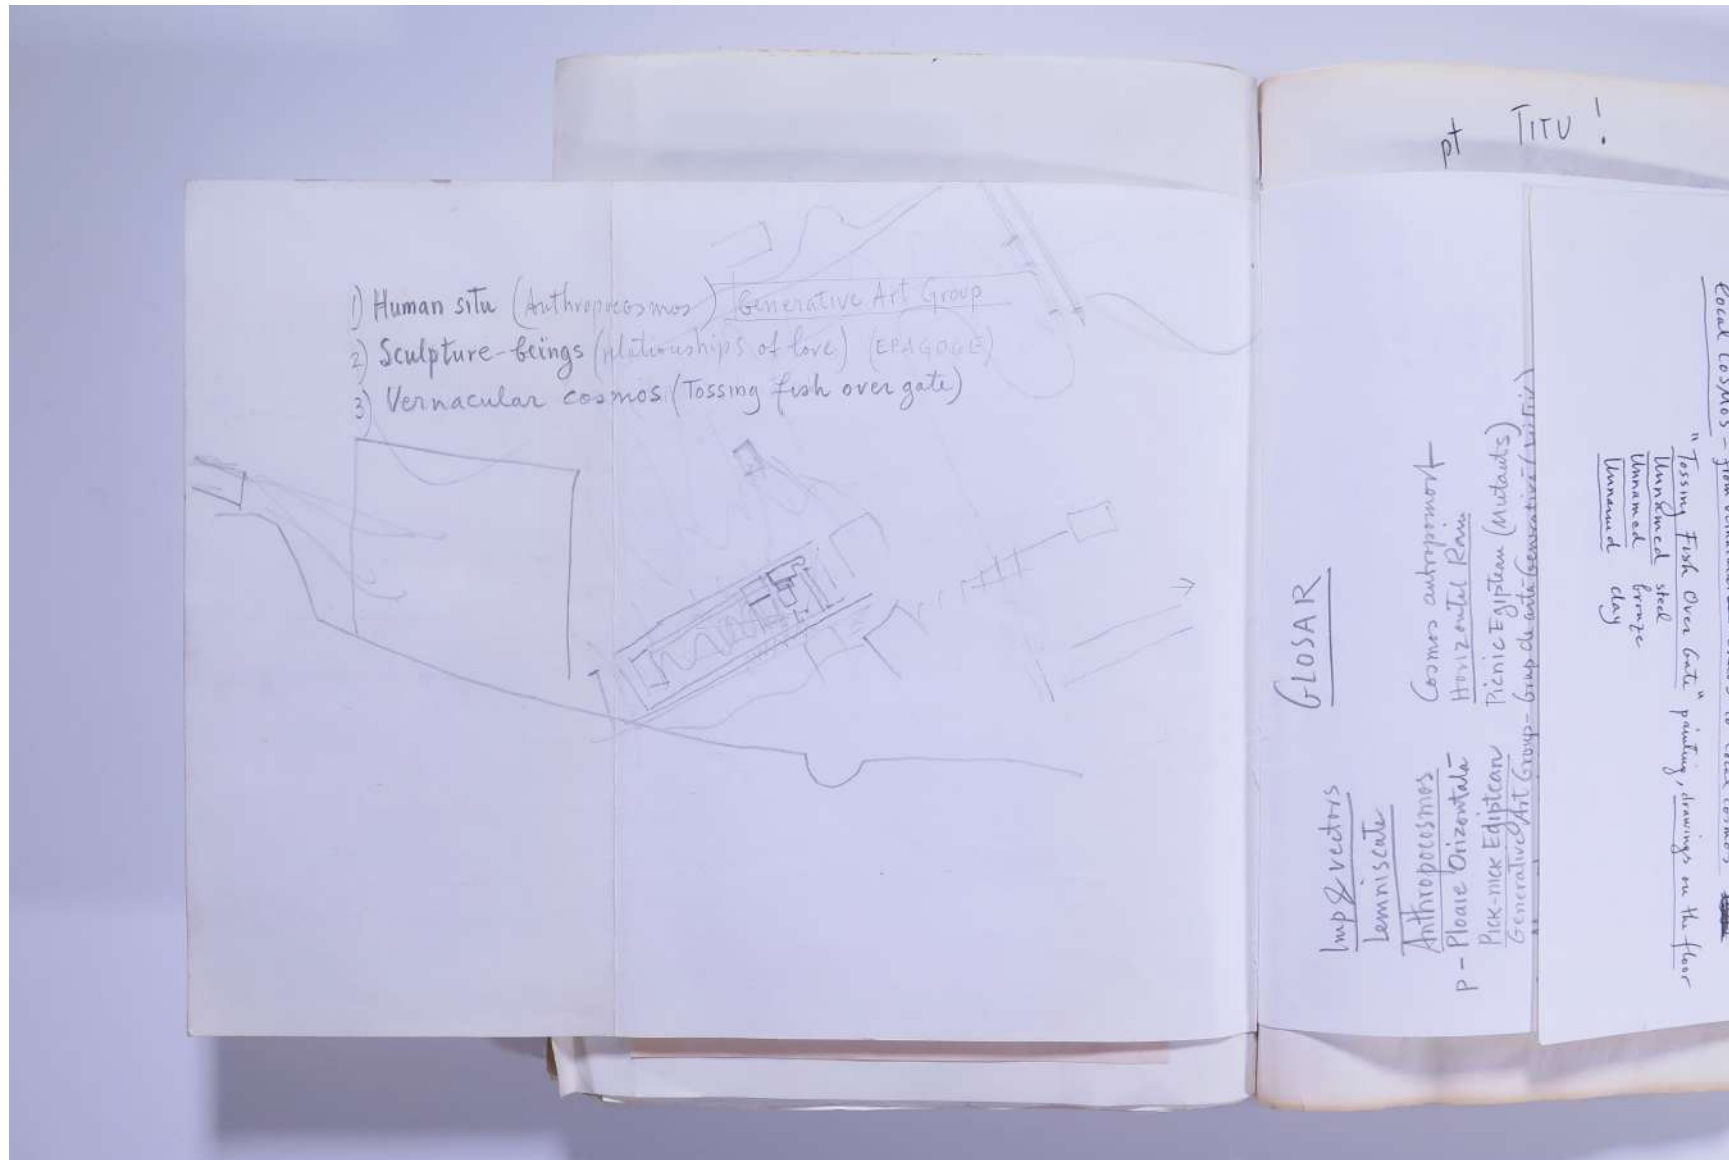 1) Human situ (Anthropocosmos) Generative Art Group
2) Sculpture-beings (relationships of love) (EPAGOGE)
3) Vernacular cosmos (Tossing fish over gate)
pt TITU!
GLOSAR
Imp & vectors
Lemniscate
Anthropocosmos Cosmos antropomorf
P - Ploaie Orizontală Horizontal Rain
Pick-nick Ediptean Picnic Egiptean (Mutants)
Generative Art Group - Grup de arta Generativa -
Local Cosmos -
"Tossing Fish Over Gate" painting, drawings on the floor
Unnamed steel
Unnamed bronze
Unnamed clay